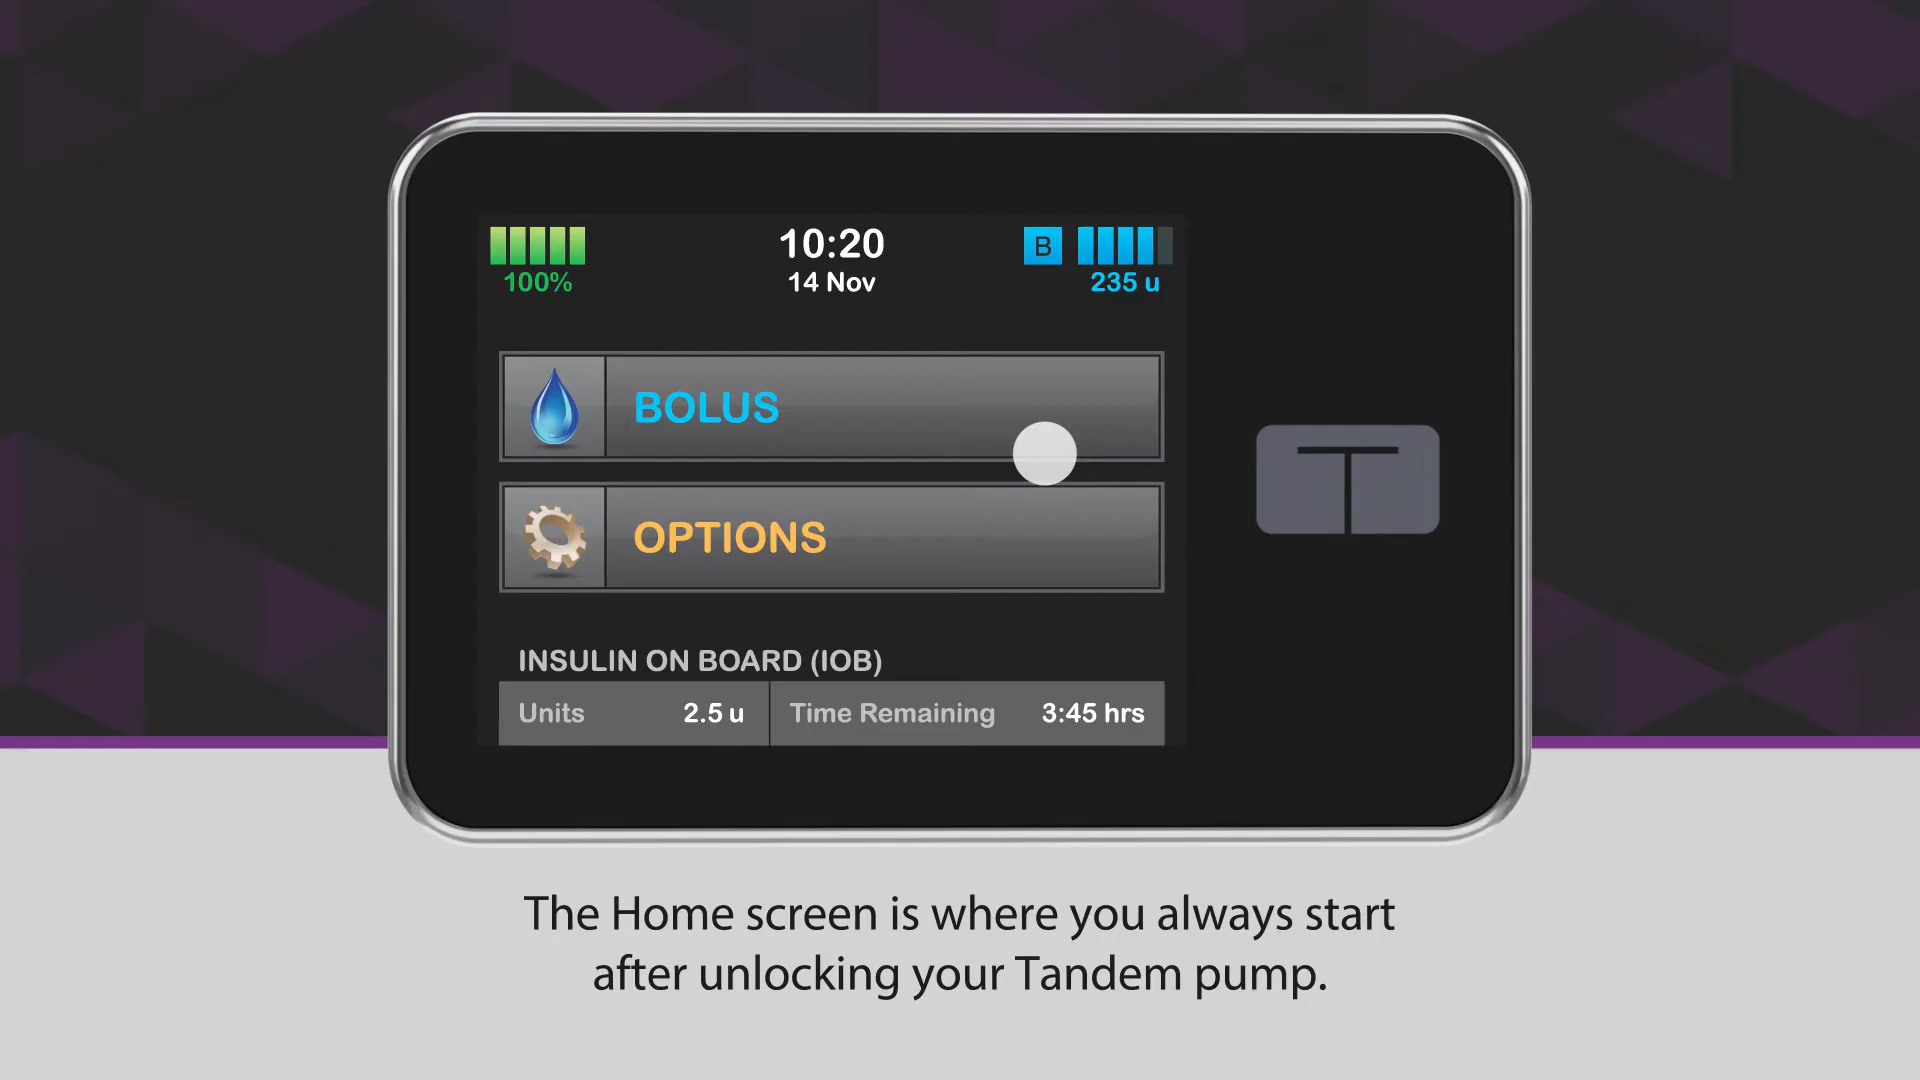 10:20
B
100%
14 Nov
235 u
BOLUS
OPTIONS
INSULIN ON BOARD (IOB)
Units 2.5 u Time Remaining 3:45 hrs
The Home screen is where you always start
after unlocking your Tandem pump.